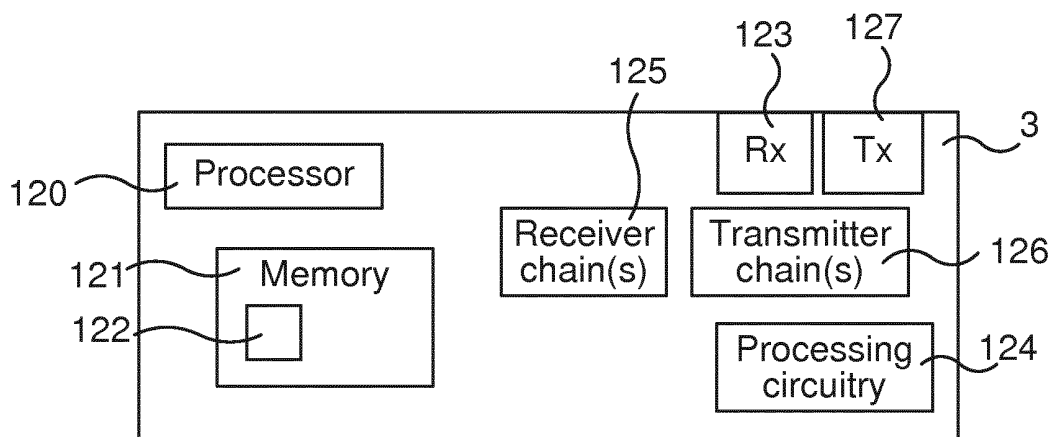 123
127
125
3
Rx
Tx
120
Processor
Receiver
chain(s)
Transmitter
chain(s)
126
121
Memory
122
Processing
circuitry
124